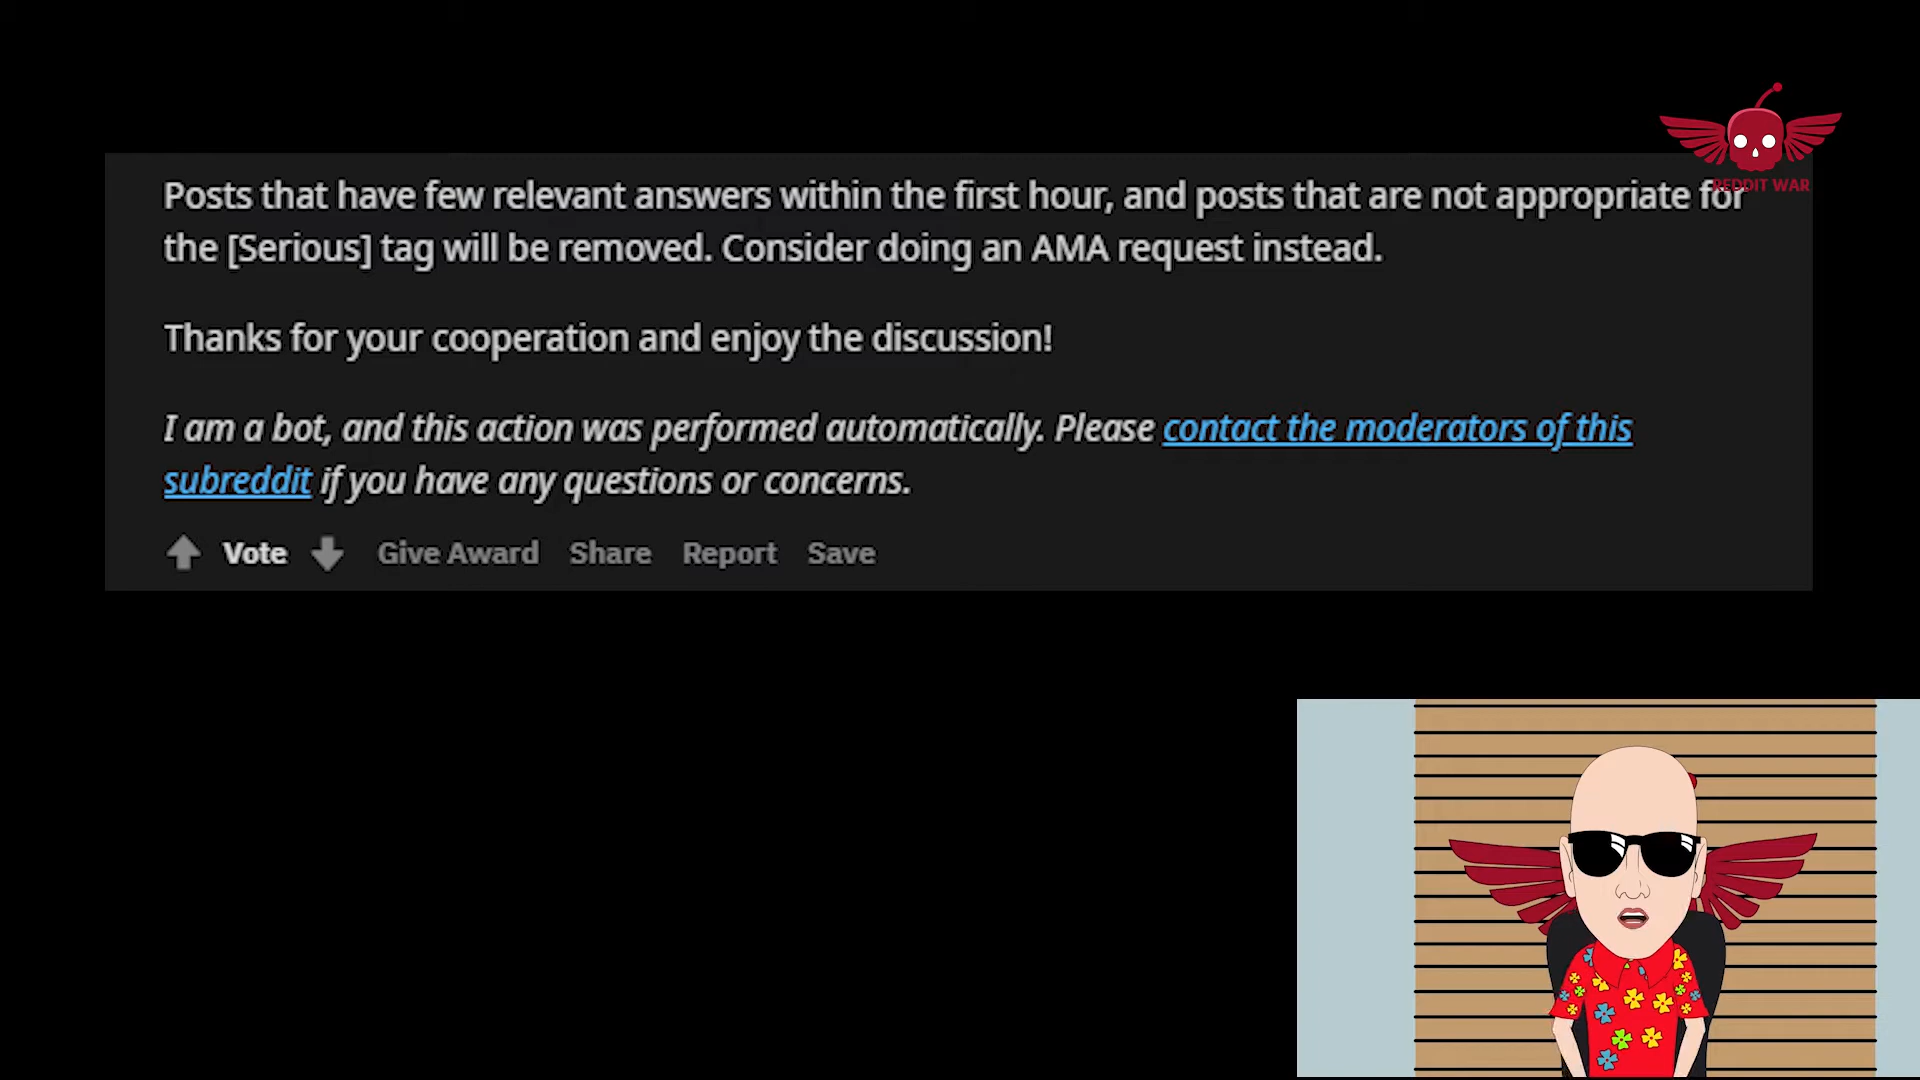 REDDIT WAR
Posts that have few relevant answers within the first hour, and posts that are not appropriate for
the [Serious] tag will be removed. Consider doing an AMA request instead.
Thanks for your cooperation and enjoy the discussion!
I am a bot, and this action was performed automatically. Please contact the moderators of this
subreddit if you have any questions or concerns.
Vote Give Award Share Report Save